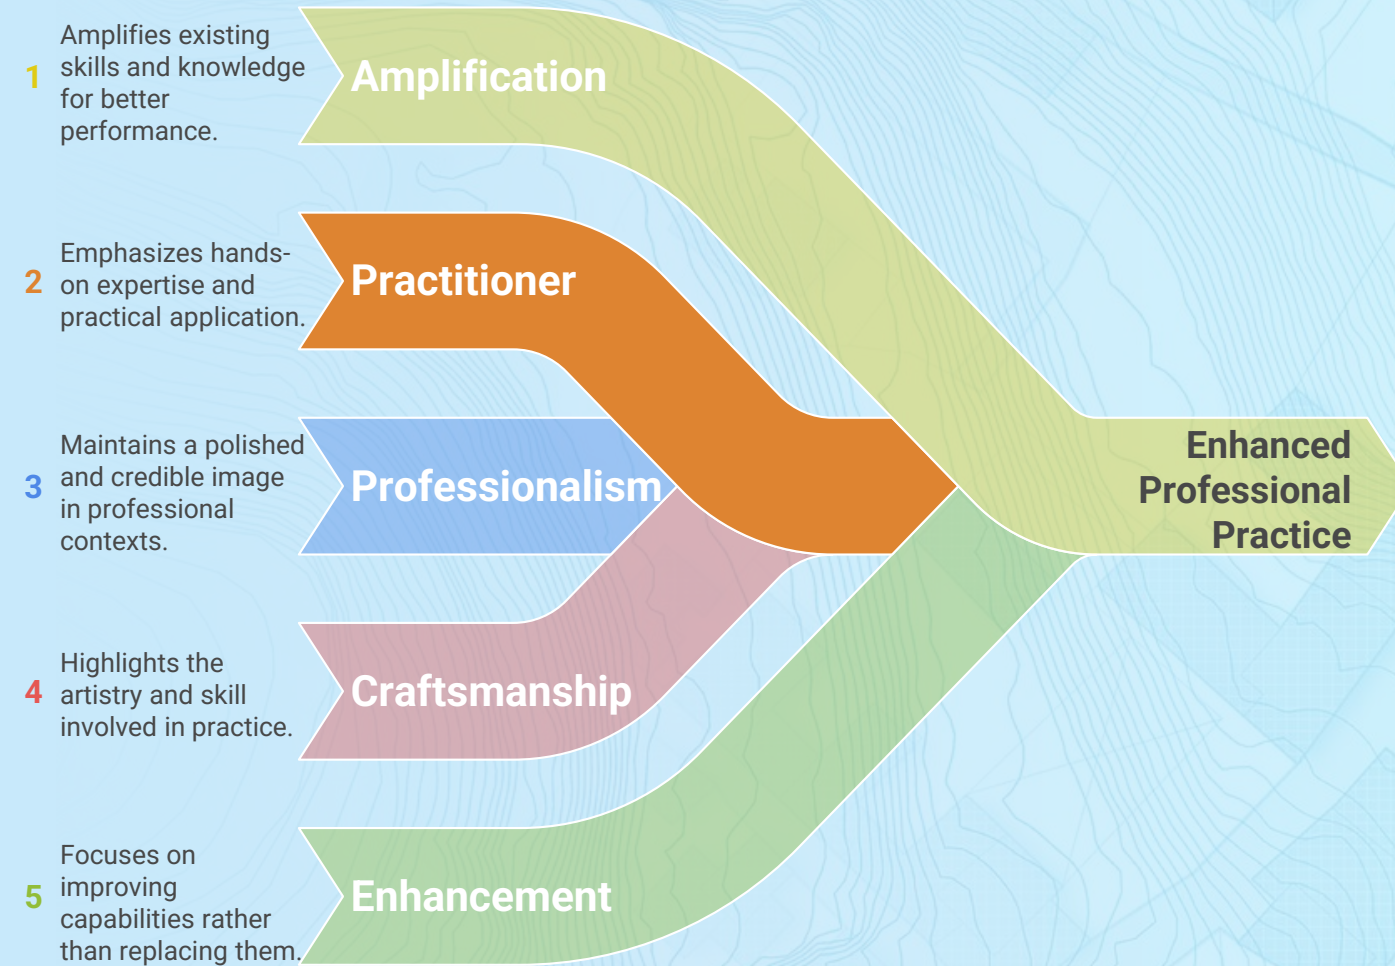 Amplifies existing
1 skills and knowledge
for better
performance.
Amplification
Emphasizes hands-
2 on expertise and
practical application.
Practitioner
Maintains a polished
3 and credible image
in professional
contexts.
Professionalism
Highlights the
4 artistry and skill
involved in practice.
Craftsmanship
Focuses on
5 improving
capabilities rather
than replacing them.
Enhancement
Enhanced
Professional
Practice